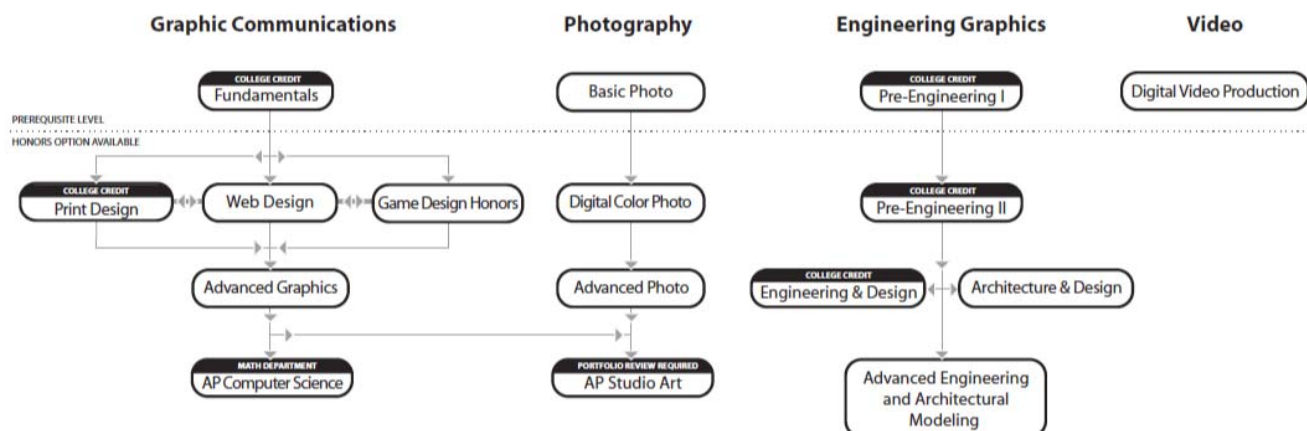 Graphic Communications
Photography
Engineering Graphics
Video
COLLEGE CREDIT
Fundamentals
Basic Photo
COLLEGE CREDIT
Pre-Engineering I
Digital Video Production
PREREQUISITE LEVEL
HONORS OPTION AVAILABLE
COLLEGE CREDIT
Print Design
Web Design
Game Design Honors
Digital Color Photo
COLLEGE CREDIT
Pre-Engineering II
Advanced Graphics
Advanced Photo
COLLEGE CREDIT
Engineering & Design
Architecture & Design
MATH DEPARTMENT
AP Computer Science
PORTFOLIO REVIEW REQUIRED
AP Studio Art
Advanced Engineering
and Architectural
Modeling